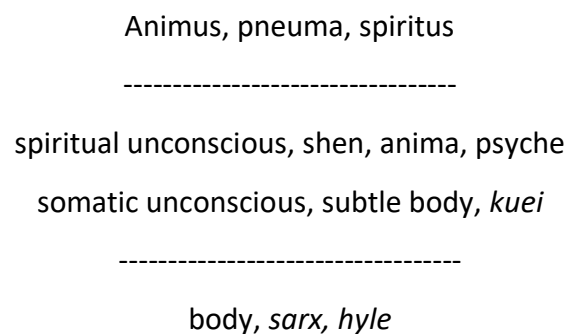 Animus, pneuma, spiritus
---------------------------------
spiritual unconscious, shen, anima, psyche
somatic unconscious, subtle body, kuei
----------------------------------
body, sarx, hyle